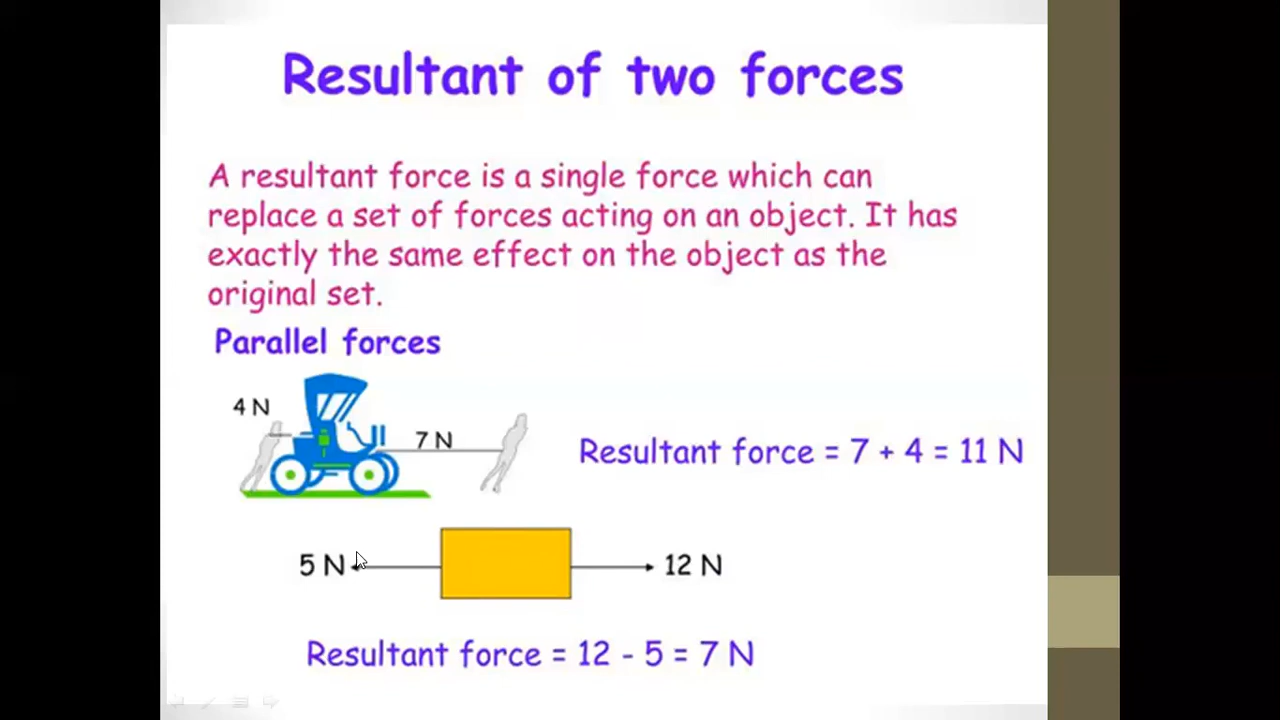 Resultant of two forces
A resultant force is a single force which can
replace a set of forces acting on an object. It has
exactly the same effect on the object as the
original set.
Parallel forces
4 N
7 N
Resultant force = 7 + 4 = 11 N
5 N
12 N
Resultant force = 12 - 5 = 7 N